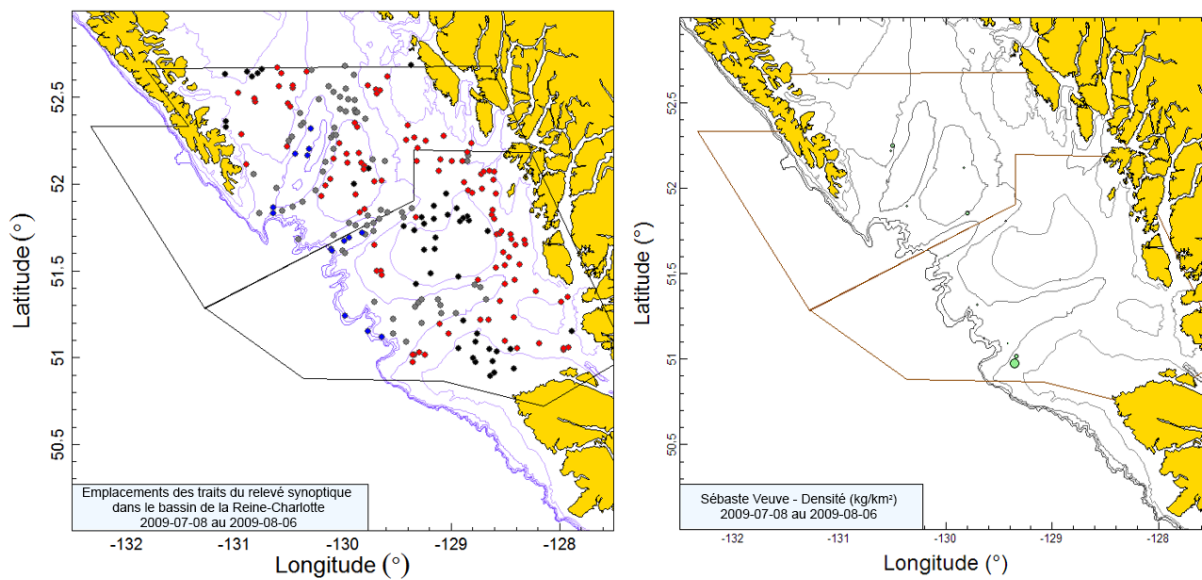 Latitude (°)
52.5
52
51.5
51
50.5
Emplacements des traits du relevé synoptique
dans le bassin de la Reine-Charlotte
2009-07-08 au 2009-08-06
-132
-131
-130
-129
-128
Longitude (°)
Latitude (°)
52.5
52
51.5
51
50.5
Sébaste Veuve - Densité (kg/km²)
2009-07-08 au 2009-08-06
-132
-131
-130
-129
-128
Longitude (°)